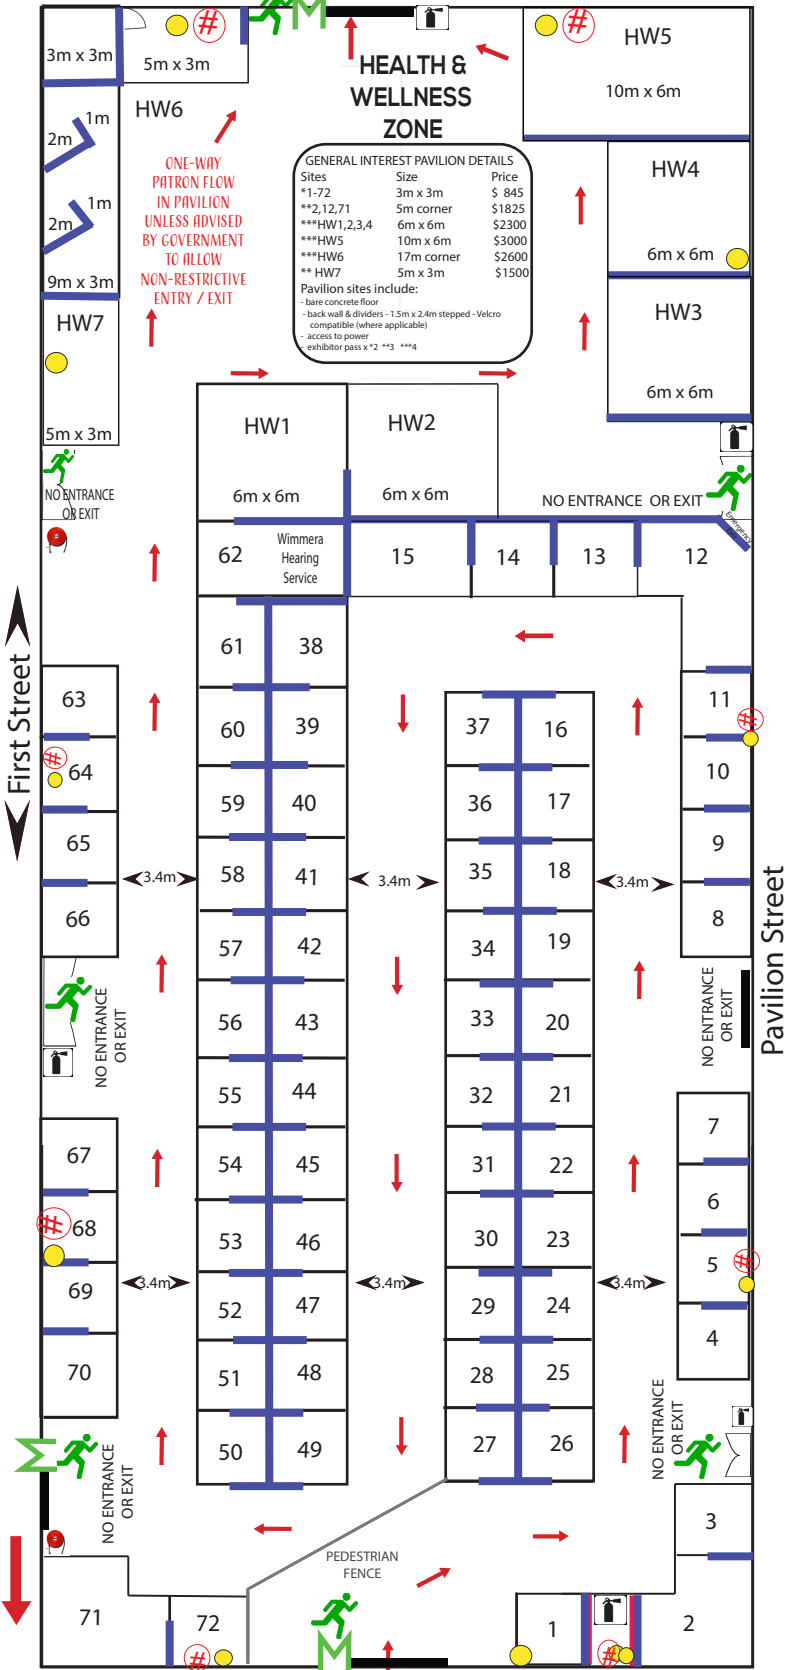 3m x 3m
#
5m x 3m
M
#
HW5
10m x 6m
HEALTH &
WELLNESS
ZONE
HW6
1m
2m
1m
2m
9m x 3m
ONE-WAY
PATRON FLOW
IN PAVILION
UNLESS ADVISED
BY GOVERNMENT
TO ALLOW
NON-RESTRICTIVE
ENTRY / EXIT
GENERAL INTEREST PAVILION DETAILS
Sites Size Price
*1-72 3m x 3m $ 845
**2,12,71 5m corner $1825
***HW1,2,3,4 6m x 6m $2300
***HW5 10m x 6m $3000
***HW6 17m corner $2600
** HW7 5m x 3m $1500
Pavilion sites include:
- bare concrete floor
- back wall & dividers - 1.5m x 2.4m stepped - Velcro
compatible (where applicable)
- access to power
- exhibitor pass x *2 **3 ***4
HW4
6m x 6m
HW3
6m x 6m
HW7
5m x 3m
NO ENTRANCE
OR EXIT
HW1
6m x 6m
HW2
6m x 6m
NO ENTRANCE OR EXIT
Emergency
62
Wimmera
Hearing
Service
15
14
13
12
First Street
63
#
64
65
66
61
38
60
39
59
40
58
41
57
42
56
43
55
44
54
45
53
46
52
47
51
48
50
49
37
16
36
17
35
18
34
19
33
20
32
21
31
22
30
23
29
24
28
25
27
26
11
#
10
9
8
3.4m
3.4m
3.4m
NO ENTRANCE
OR EXIT
NO ENTRANCE
OR EXIT
Pavilion Street
67
#
68
69
70
7
6
5
#
4
3.4m
3.4m
3.4m
M
NO ENTRANCE
OR EXIT
NO ENTRANCE
OR EXIT
3
PEDESTRIAN
FENCE
71
72
#
M
1
#
2